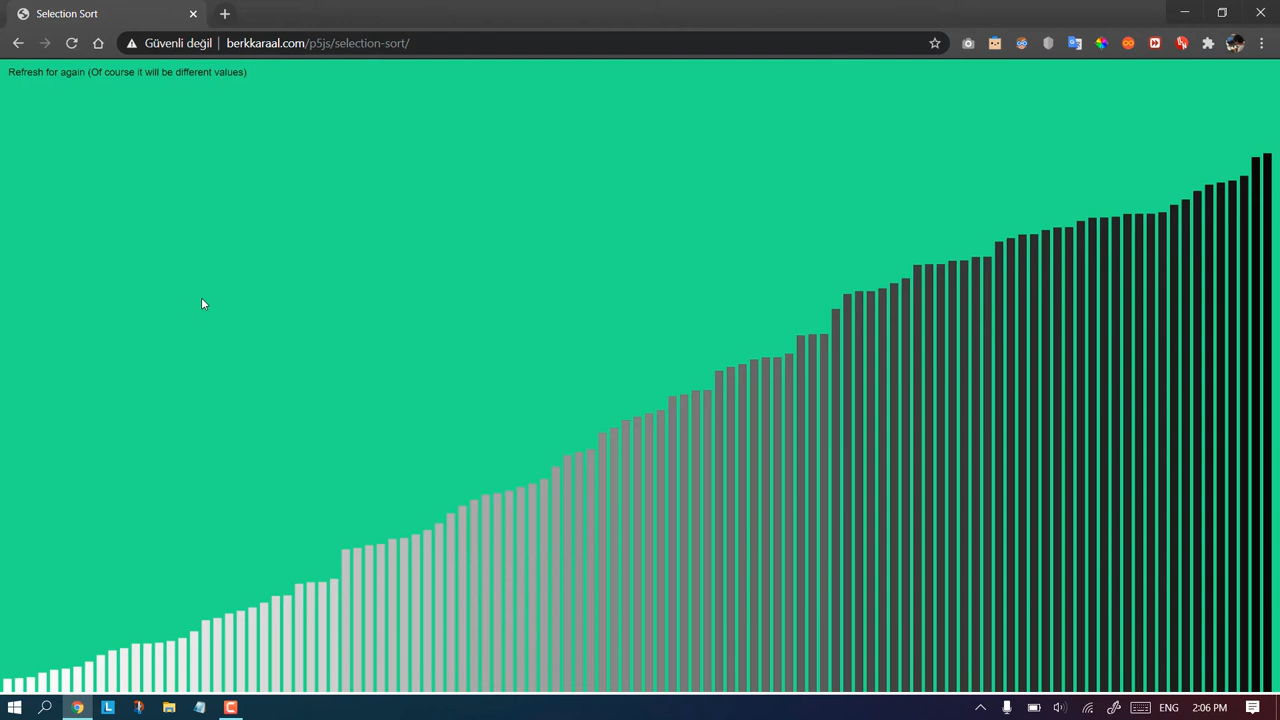 Selection Sort
Güvenli değil
berkkaraal.com/p5js/selection-sort/
Refresh for again (Of course it will be different values)
ENG
2:06 PM